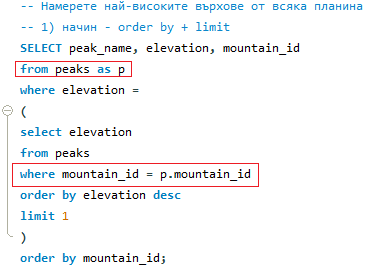 -- Намерете най-високите върхове от всяка планина
-- 1) начин - order by + limit
SELECT peak_name, elevation, mountain_id
from peaks as p
where elevation =
(
select elevation
from peaks
where mountain_id = p.mountain_id
order by elevation desc
limit 1
)
order by mountain_id;